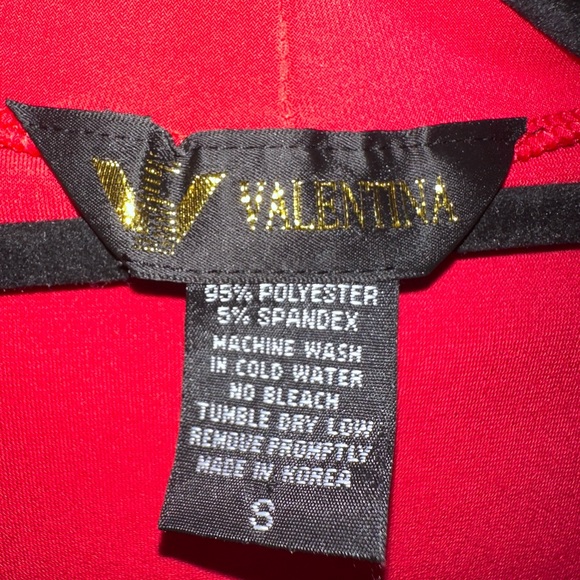 VALENTINA
95% POLYESTER
5% SPANDEX
MACHINE WASH
IN COLD WATER
NO BLEACH
TUMBLE DRY LOW
REMOVE PROMPTLY
MADE IN KOREA
S